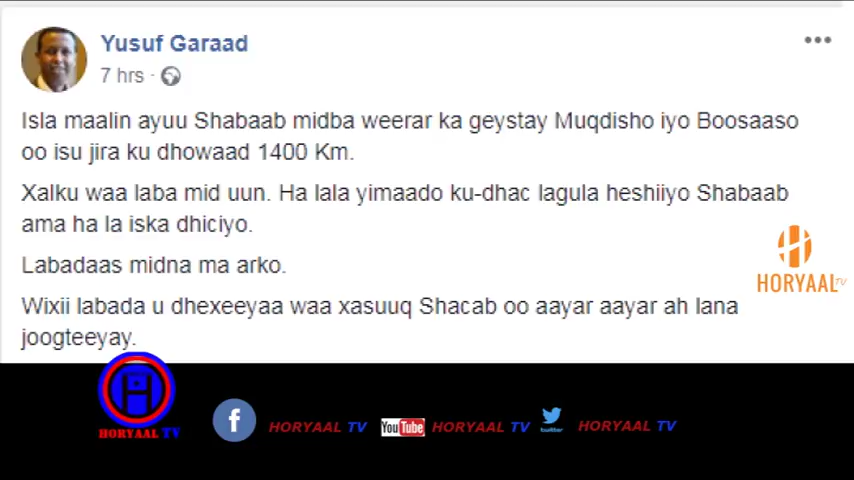 Yusuf Garaad
7 hrs ·
Isla maalin ayuu Shabaab midba weerar ka geystay Muqdisho iyo Boosaaso
oo isu jira ku dhowaad 1400 Km.
Xalku waa laba mid uun. Ha lala yimaado ku-dhac lagula heshiiyo Shabaab
ama ha la iska dhiciyo.
Labadaas midna ma arko.
Wixii labada u dhexeeyaa waa xasuuq Shacab oo aayar aayar ah lana
joogteeyay.
HORYAAL TV
HORYAAL TV
f HORYAAL TV
YouTube HORYAAL TV
twitter HORYAAL TV